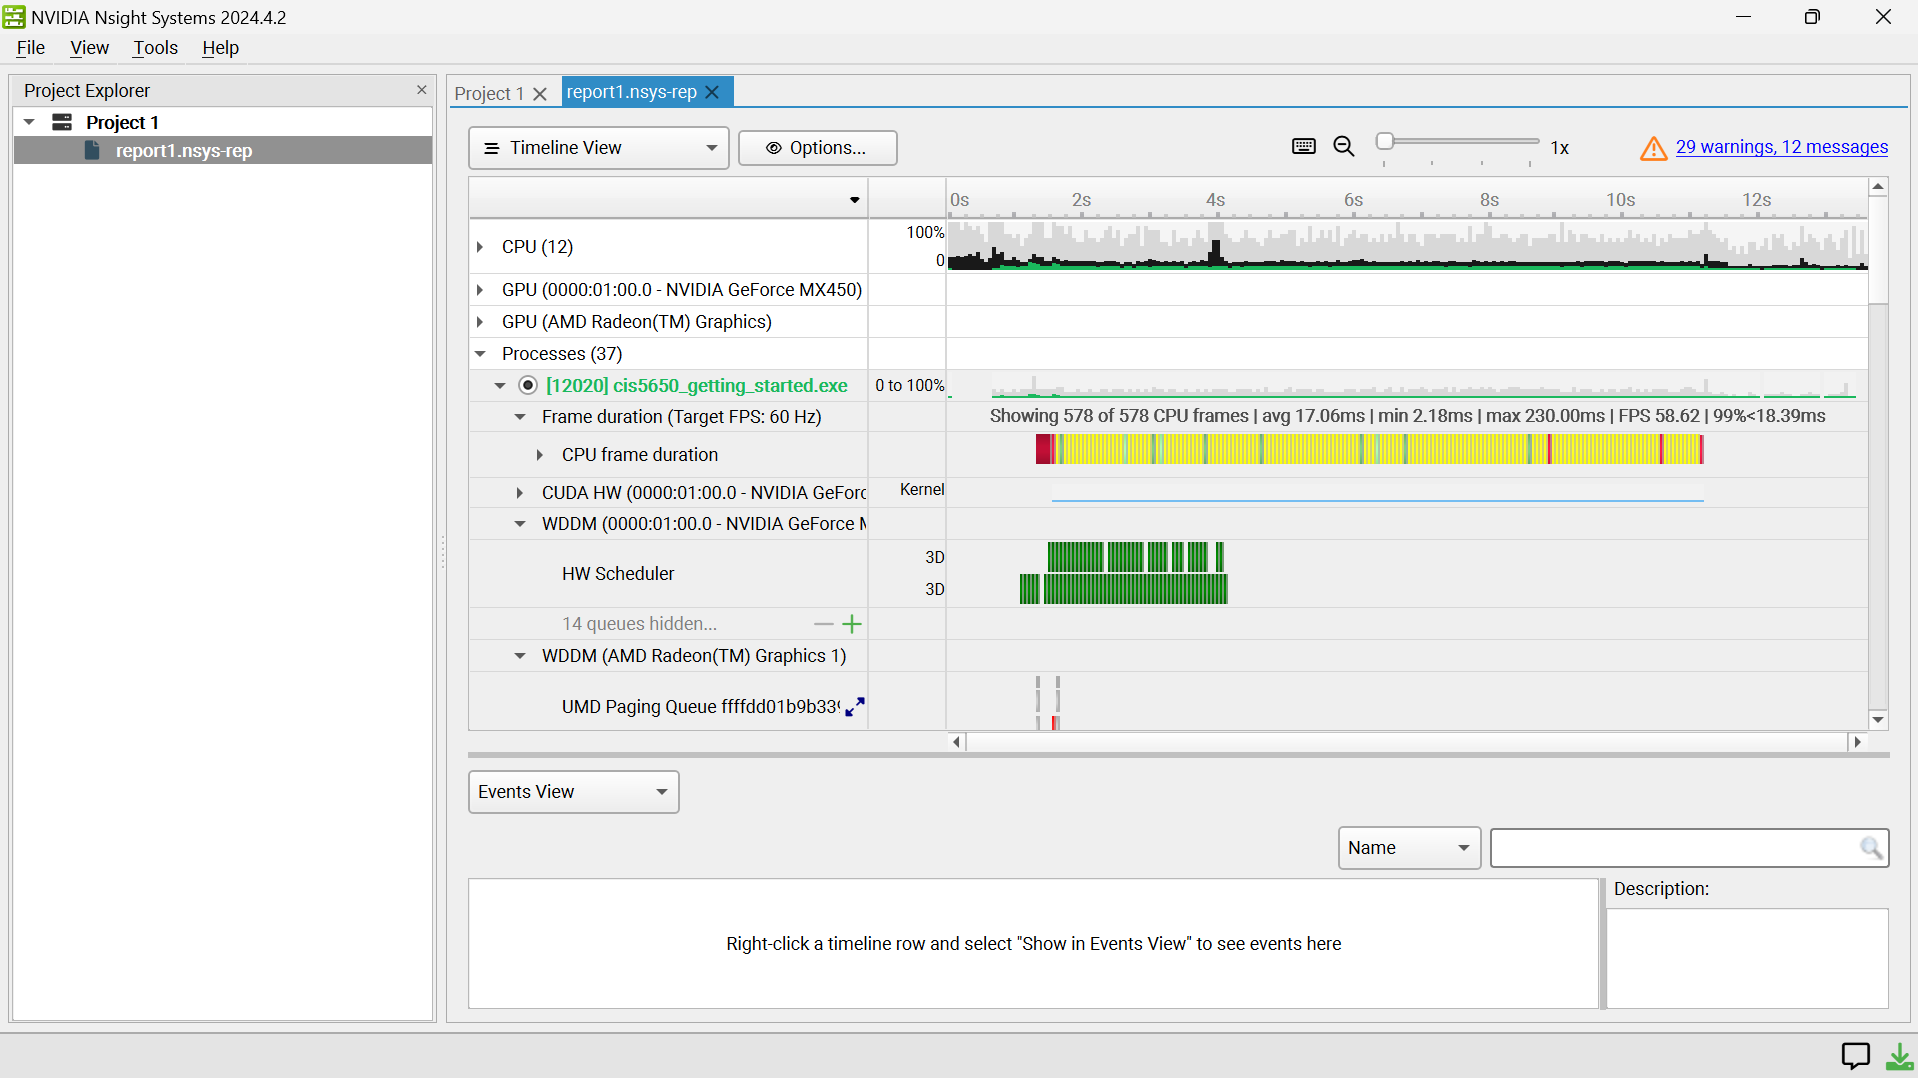 NVIDIA Nsight Systems 2024.4.2
File View Tools Help
Project Explorer
Project 1
report1.nsys-rep
Project 1
report1.nsys-rep
Timeline View
Options...
1x
29 warnings, 12 messages
0s 2s 4s 6s 8s 10s 12s
CPU (12)
100%
0
GPU (0000:01:00.0 - NVIDIA GeForce MX450)
GPU (AMD Radeon(TM) Graphics)
Processes (37)
[12020] cis5650_getting_started.exe
0 to 100%
Frame duration (Target FPS: 60 Hz)
Showing 578 of 578 CPU frames | avg 17.06ms | min 2.18ms | max 230.00ms | FPS 58.62 | 99%<18.39ms
CPU frame duration
CUDA HW (0000:01:00.0 - NVIDIA GeForc
Kernel
WDDM (0000:01:00.0 - NVIDIA GeForce
HW Scheduler
3D
3D
14 queues hidden...
WDDM (AMD Radeon(TM) Graphics 1)
UMD Paging Queue ffffdd01b9b339
Events View
Name
Description:
Right-click a timeline row and select "Show in Events View" to see events here